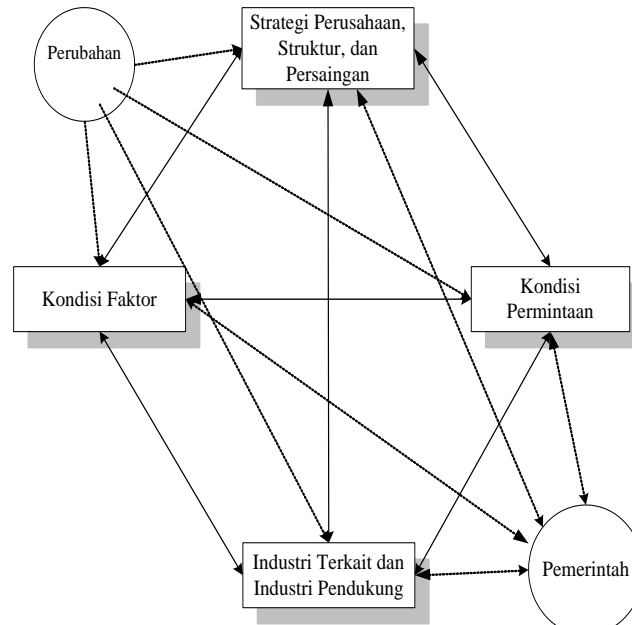 Perubahan
Strategi Perusahaan,
Struktur, dan
Persaingan
Kondisi Faktor
Kondisi
Permintaan
Industri Terkait dan
Industri Pendukung
Pemerintah